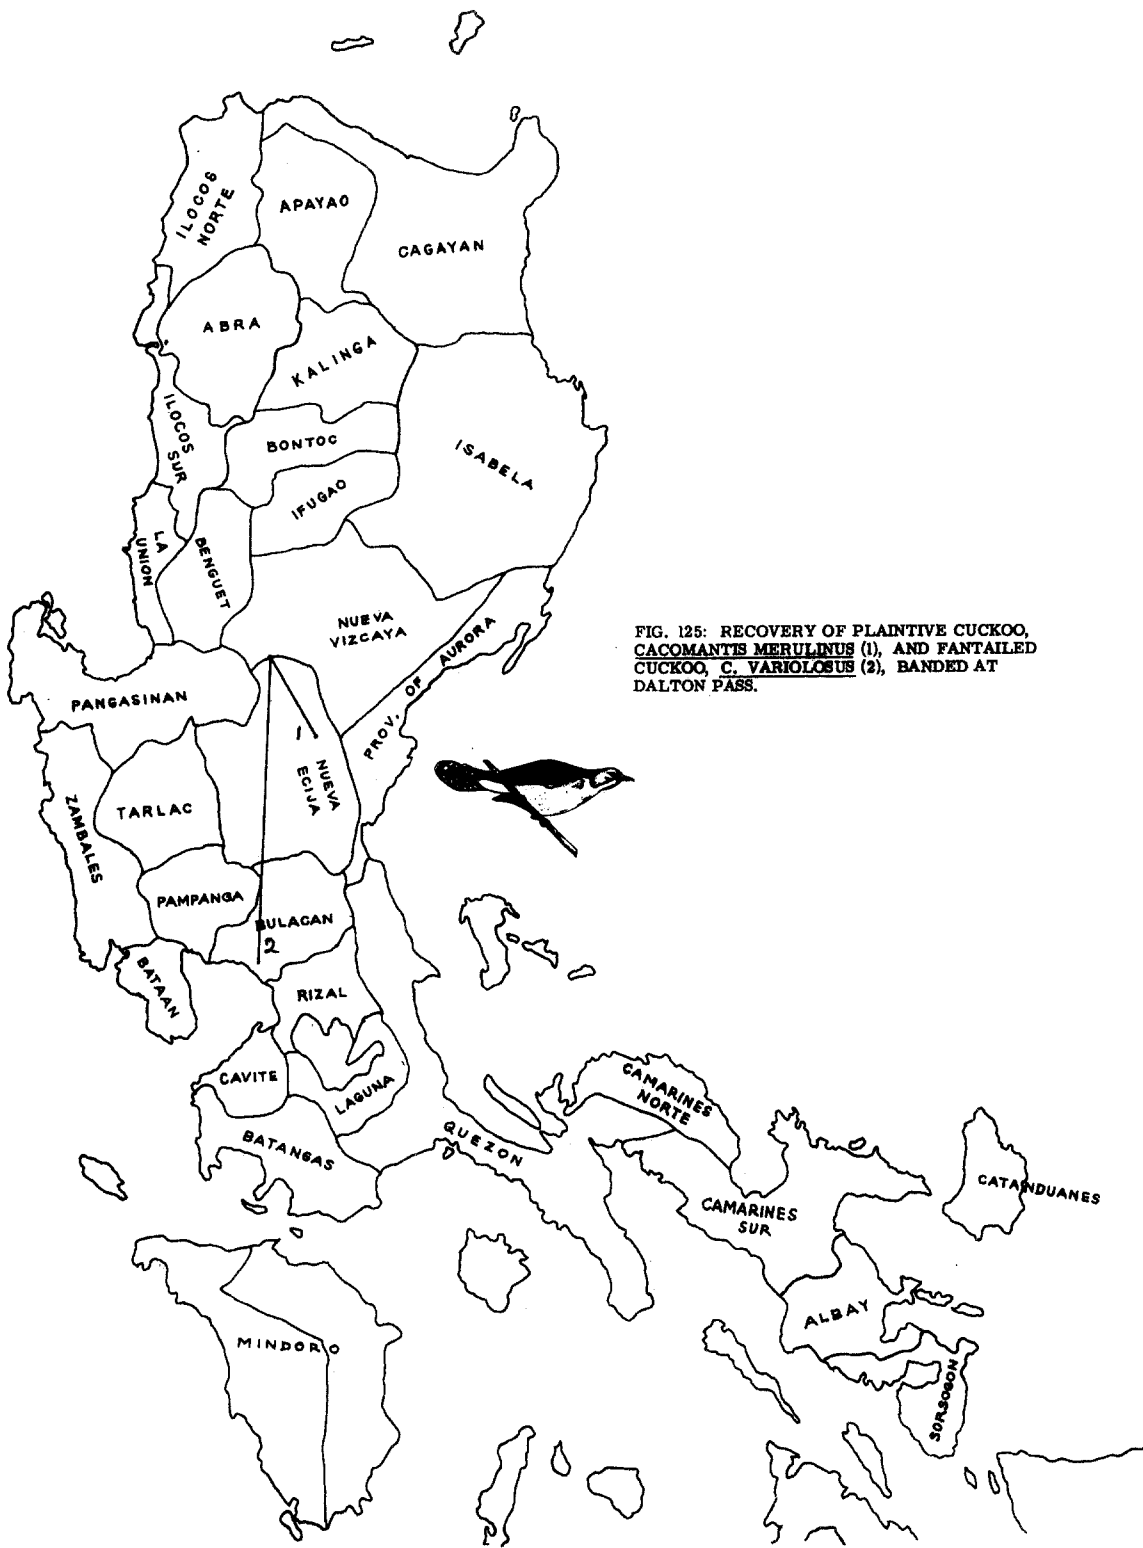 ILOCOS
NORTE
APAYAO
CAGAYAN
ABRA
KALINGA
ILOCOS
SUR
BONTOC
ISABELA
IFUGAO
LA
UNION
BENGUET
NUEVA
VIZCAYA
PROV. OF AURORA
FIG. 125: RECOVERY OF PLAINTIVE CUCKOO,
CACOMANTIS MERULINUS (1), AND FANTAILED
CUCKOO, C. VARIOLOSUS (2), BANDED AT
DALTON PASS.
PANGASINAN
1
NUEVA
ECIJA
ZAMBALES
TARLAC
PAMPANGA
BULACAN
2
BATAAN
RIZAL
CAVITE
LAGUNA
BATANGAS
QUEZON
CAMARINES
NORTE
CATANDUANES
CAMARINES
SUR
ALBAY
MINDORO
SORSOGON